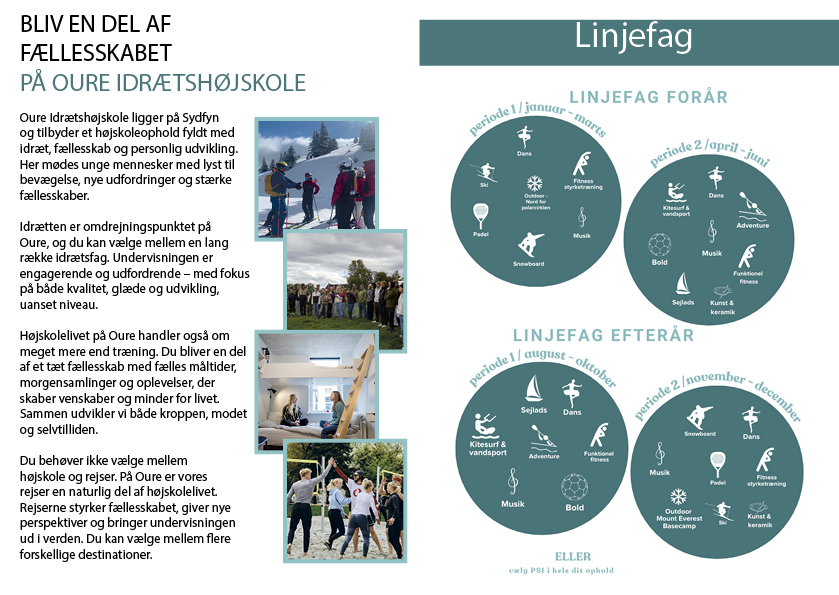 BLIV EN DEL AF
FÆLLESSKABET
PÅ OURE IDRÆTSHØJSKOLE
Oure Idrætshøjskole ligger på Sydfyn
og tilbyder et højskoleophold fyldt med
idræt, fællesskab og personlig udvikling.
Her mødes unge mennesker med lyst til
bevægelse, nye udfordringer og stærke
fællesskaber.
Idrætten er omdrejningspunktet på
Oure, og du kan vælge mellem en lang
række idrætsfag. Undervisningen er
engagerende og udfordrende – med fokus
på både kvalitet, glæde og udvikling,
uanset niveau.
Højskolelivet på Oure handler også om
meget mere end træning. Du bliver en del
af et tæt fællesskab med fælles måltider,
morgensamlinger og oplevelser, der
skaber venskaber og minder for livet.
Sammen udvikler vi både kroppen, modet
og selvtilliden.
Du behøver ikke vælge mellem
højskole og rejser. På Oure er vores
rejser en naturlig del af højskolelivet.
Rejserne styrker fællesskabet, giver nye
perspektiver og bringer undervisningen
ud i verden. Du kan vælge mellem flere
forskellige destinationer.
Linjefag
LINJEFAG FORÅR
periode 1 / januar - marts
Dans
Ski
Outdoor -
Nord for
polarcirklen
Fitness
styrketræning
Padel
Musik
Snowboard
periode 2 / april - juni
Dans
Kitesurf &
vandsport
Adventure
Musik
Bold
Funktionel
fitness
Sejlads
Kunst &
keramik
LINJEFAG EFTERÅR
periode 1 / august - oktober
Sejlads
Dans
Kitesurf &
vandsport
Adventure
Funktionel
fitness
Musik
Bold
periode 2 / november - december
Snowboard
Dans
Musik
Padel
Fitness
styrketræning
Outdoor
Mount Everest
Basecamp
Ski
Kunst &
keramik
ELLER
vælg PSI i hele dit ophold